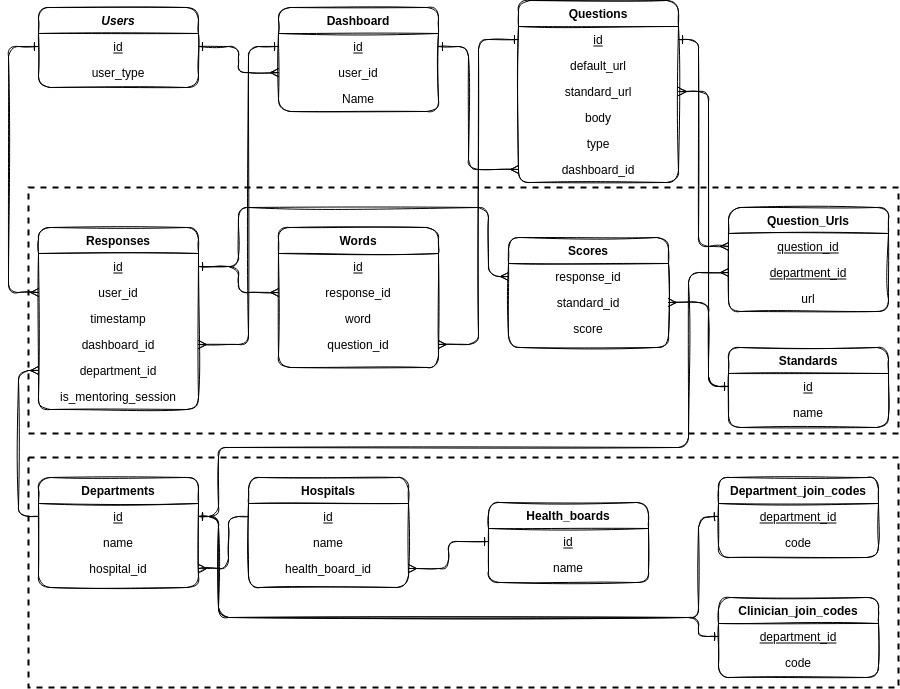 Users
id
user_type
Dashboard
id
user_id
Name
Questions
id
default_url
standard_url
body
type
dashboard_id
Responses
id
user_id
timestamp
dashboard_id
department_id
is_mentoring_session
Words
id
response_id
word
question_id
Scores
response_id
standard_id
score
Question_Urls
question_id
department_id
url
Standards
id
name
Departments
id
name
hospital_id
Hospitals
id
name
health_board_id
Health_boards
id
name
Department_join_codes
department_id
code
Clinician_join_codes
department_id
code